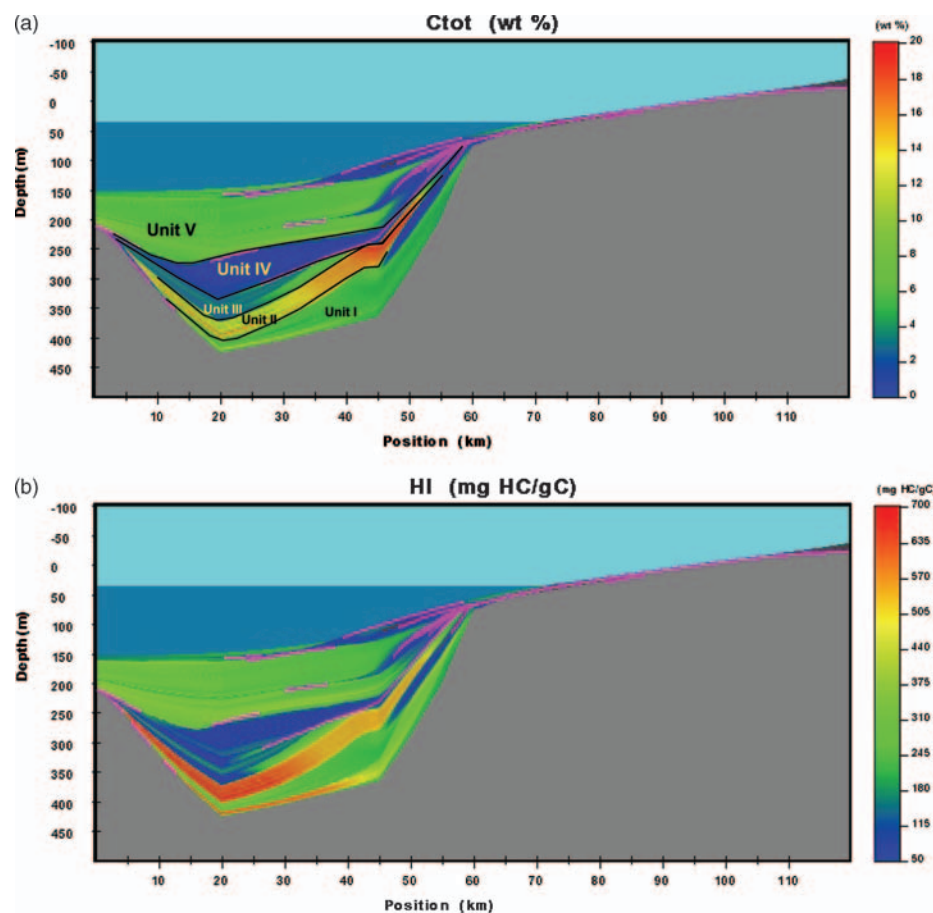 (a)
Ctot (wt %)
(wt %)
-100
-50
0
50
100
150
200
250
300
350
400
450
Depth(m)
Unit V
Unit IV
Unit III
Unit II
Unit I
20
18
16
14
12
10
8
6
4
2
0
10 20 30 40 50 60 70 80 90 100 110
Position (km)
(b)
HI (mg HC/gC)
(mg HC/gC)
-100
-50
0
50
100
150
200
250
300
350
400
450
Depth(m)
700
635
570
505
440
375
310
245
180
115
50
10 20 30 40 50 60 70 80 90 100 110
Position (km)